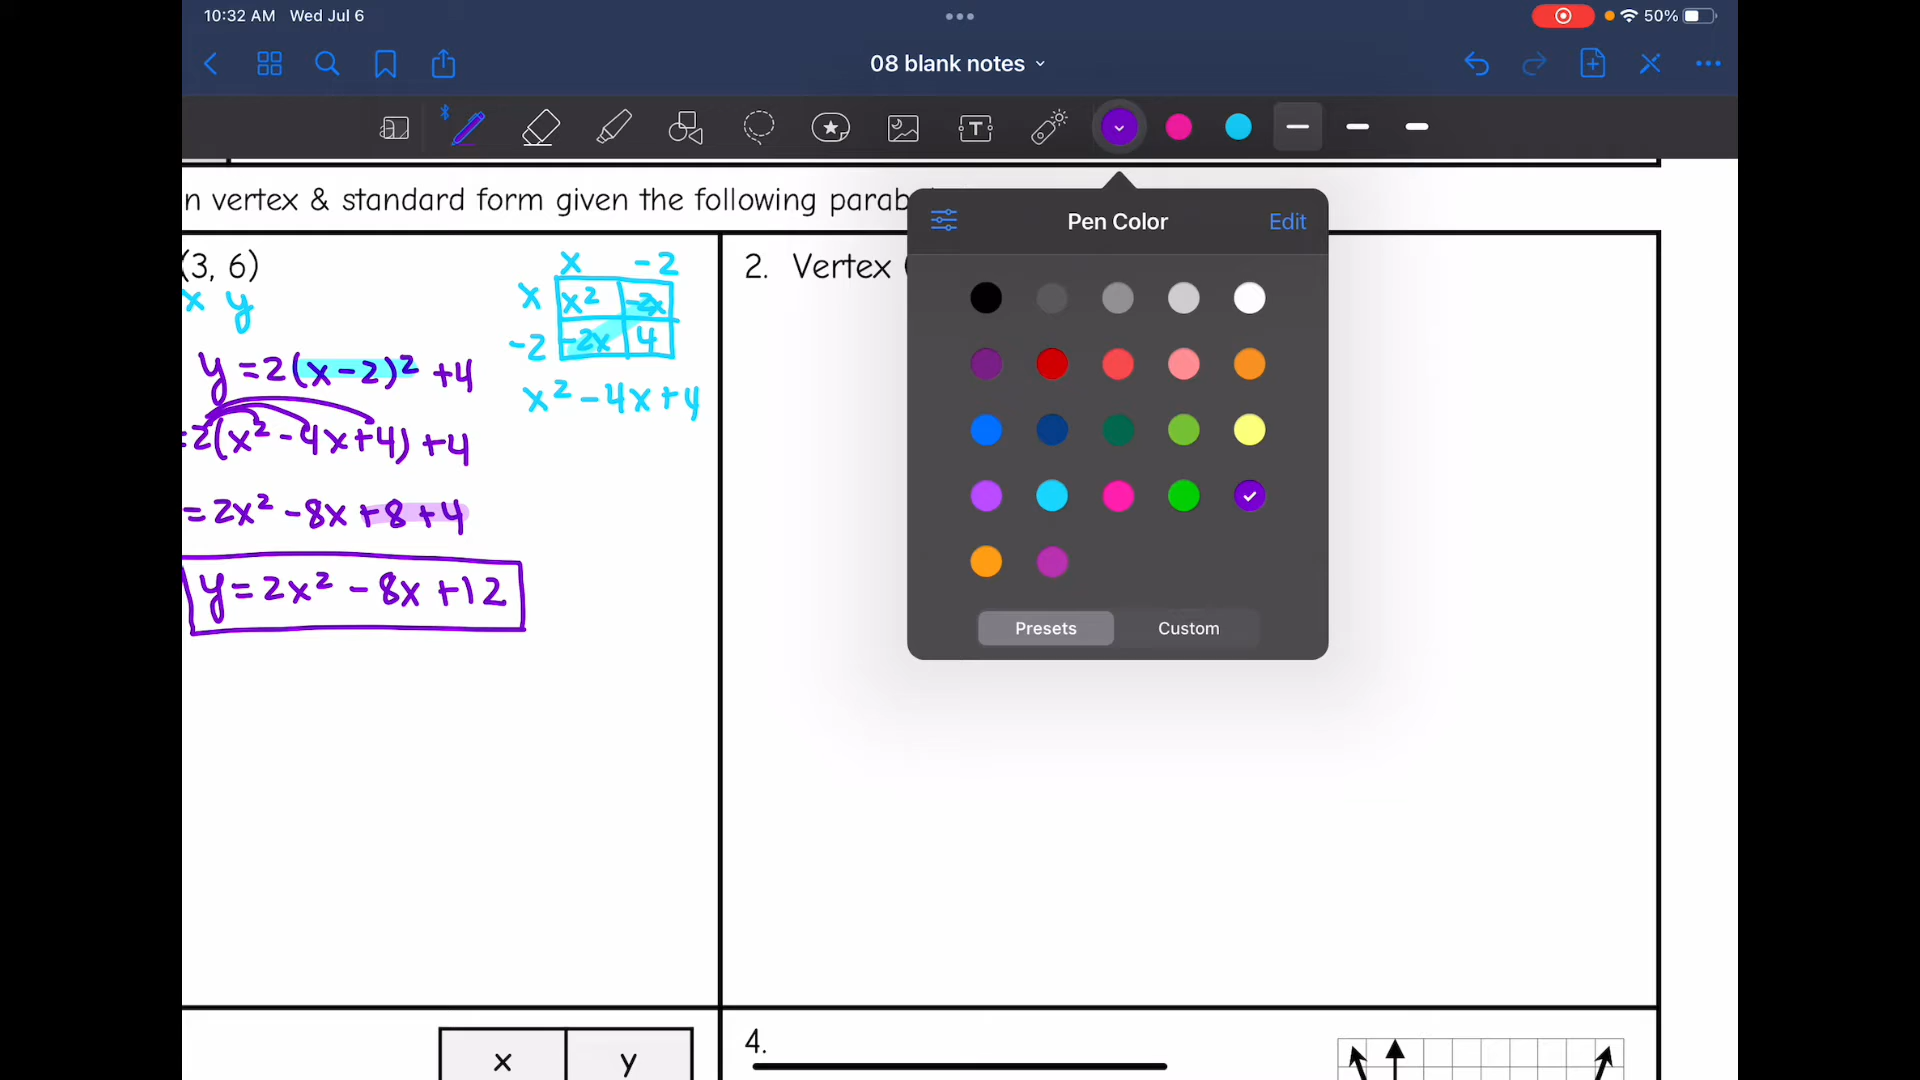 10:32 AM Wed Jul 6
50%
08 blank notes
T
n vertex & standard form given the following parab
Pen Color
Edit
(3, 6)
x y
x -2
x x² -2x
-2 -2x 4
x² -4x+4
y =2(x-2)² +4
=2(x² -4x+4) +4
= 2x² -8x +8 +4
y = 2x² - 8x +12
2. Vertex (
Presets
Custom
x y
4.